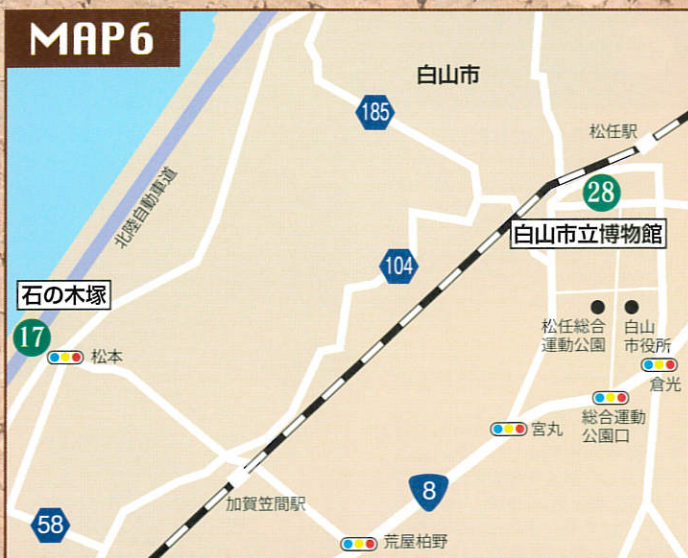 MAP6
白山市
185
松任駅
28
白山市立博物館
北陸自動車道
104
石の木塚
17
松本
松任総合
運動公園
白山
市役所
倉光
総合運動
公園口
宮丸
8
加賀笠間駅
58
荒屋柏野